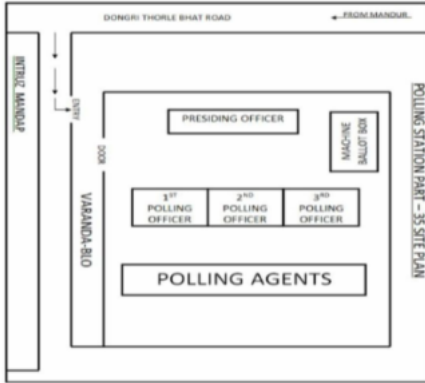 DONGRI THORLE BHAT ROAD
FROM MANDUR
INTRUZ MANDAP
ENTRY
DOOR
VARANDA-BLO
PRESIDING OFFICER
MACHINE
BALLOT BOX
1ST
POLLING
OFFICER
2ND
POLLING
OFFICER
3RD
POLLING
OFFICER
POLLING AGENTS
POLLING STATION PART – 35 SITE PLAN